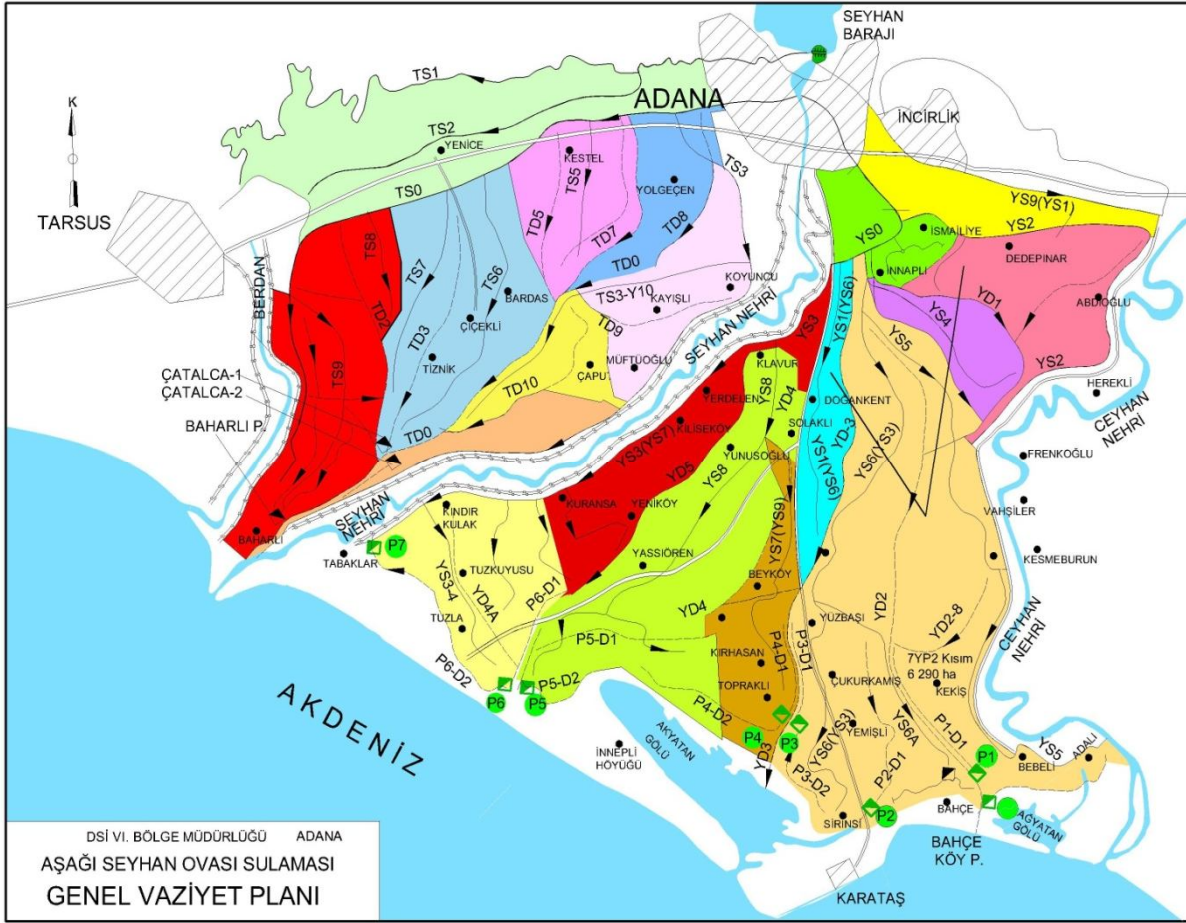 SEYHAN
BARAJI
TS1
ADANA
İNCİRLİK
K
TS2
YENİCE
KESTEL
TS5
YOLGEÇEN
TS3
TARSUS
TS0
YS9(YS1)
YS0
İSMAİLİYE
YS2
TS8
TD5
TD7
TD8
DEDEPINAR
BERDAN
TS7
TS6
TD0
KOYUNCU
İNNAPLI
YS1(YS6)
YD1
ABDİOĞLU
BARDAS
TS3-Y10
KAYIŞLI
YS4
TD2
ÇİÇEKLİ
TD3
TD9
SEYHAN NEHRİ
YS3
YS5
TİZNİK
MÜFTÜOĞLU
KLAVUR
YS2
ÇATALCA-1
ÇATALCA-2
TS9
ÇAPUT
YS8
YD4
YERDELEN
DOĞANKENT
HEREKLİ
TD10
BAHARLI P.
KILISEKÖY
SOLAKLI
YD-3
YS6(YS3)
CEYHAN
NEHRİ
TD0
YS3(YS7)
YD5
YUNUSOĞLU
YS8
YS1(YS6)
FRENKOĞLU
KURANSA
YENİKÖY
VAHŞİLER
SEYHAN
NEHRİ
KINDIR
KULAK
YS7(YS9)
BAHARLI
P7
TABAKLAR
YASSIÖREN
KESMEBURUN
TUZKUYUSU
P6-D1
BEYKÖY
YS3-4
YD4A
YD4
YD2
YD2-8
CEYHAN
NEHRİ
TUZLA
P5-D1
YÜZBAŞI
P4-D1
P3-D1
KIRHASAN
7YP2 Kısım
6 290 ha
P6-D2
P5-D2
TOPRAKLI
ÇUKURKAMIŞ
KEKİŞ
P6
P5
P4-D2
YS6A
P1-D1
AKDENİZ
AKYATAN
GÖLÜ
P4
P3
YS6(YS3)
YEMİŞLİ
P1
YS5
İNNEPLİ
HÖYÜĞÜ
YD3
P3-D2
P2-D1
BEBELİ
ADALI
SIRINSI
P2
BAHÇE
AĞYATAN
GÖLÜ
BAHÇE
KÖY P.
KARATAŞ
DSİ VI. BÖLGE MÜDÜRLÜĞÜ ADANA
AŞAĞI SEYHAN OVASI SULAMASI
GENEL VAZİYET PLANI